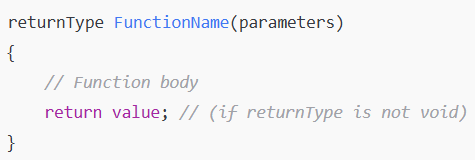 returnType FunctionName(parameters)
{
    // Function body
    return value; // (if returnType is not void)
}